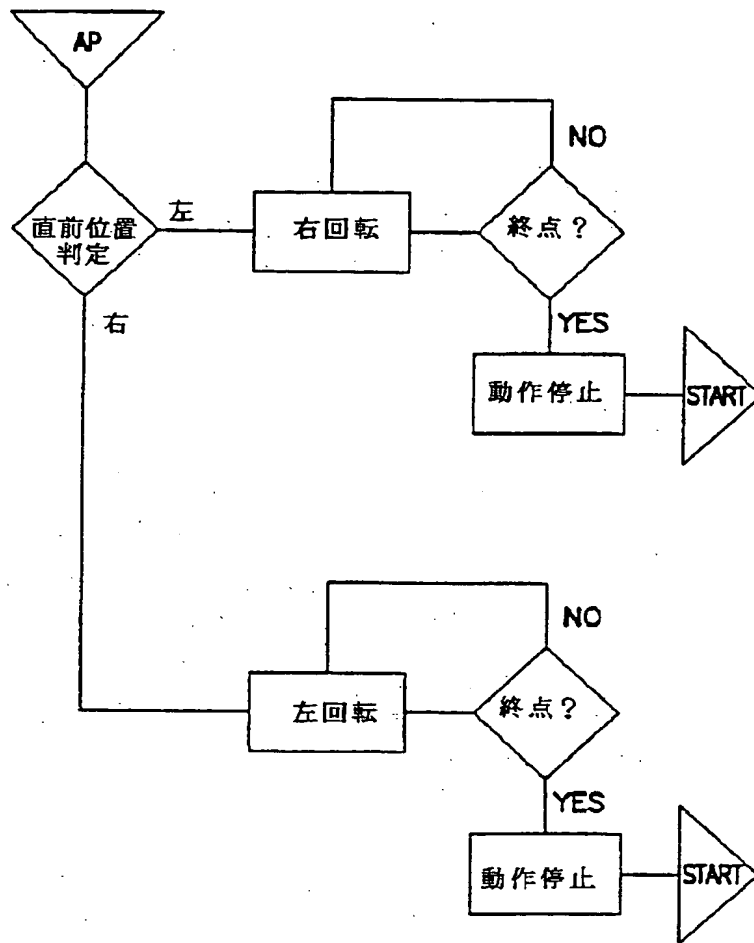 AP
直前位置
判定
左
右
右回転
終点？
NO
YES
動作停止
START
左回転
終点？
NO
YES
動作停止
START